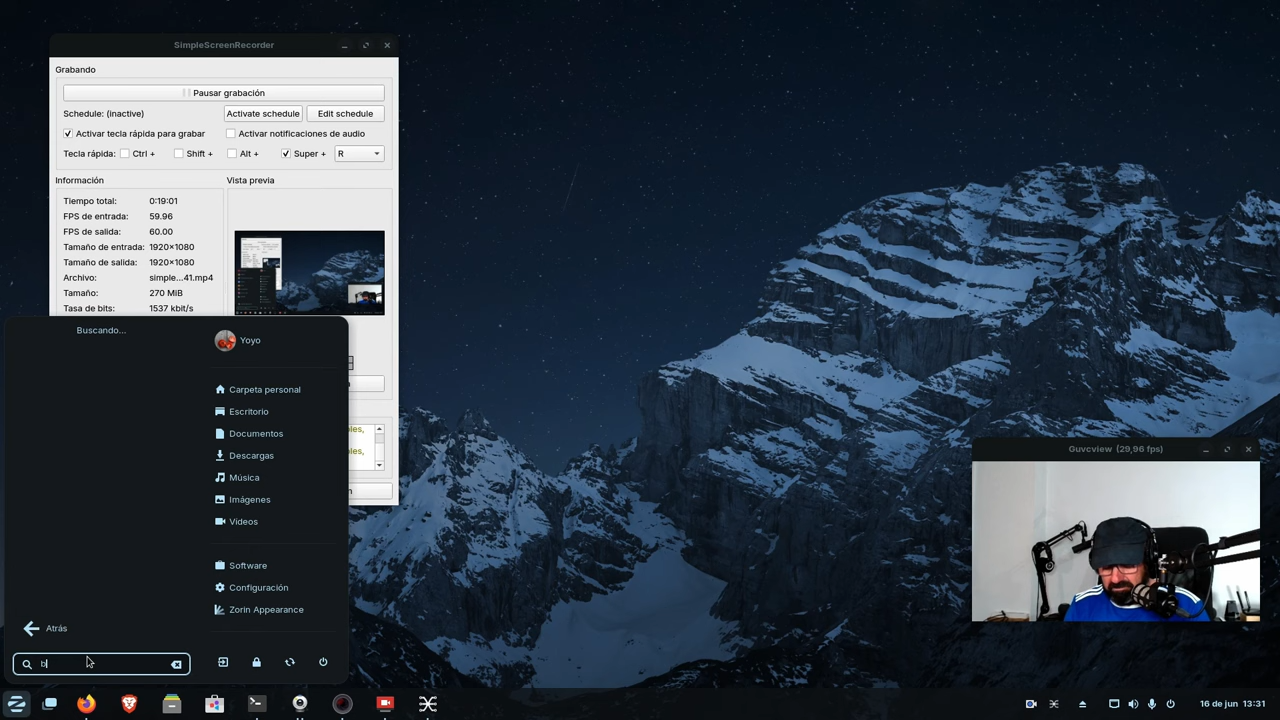 SimpleScreenRecorder
Grabando
Pausar grabación
Schedule: (inactive)
Activate schedule
Edit schedule
Activar tecla rápida para grabar
Activar notificaciones de audio
Tecla rápida:
Ctrl +
Shift +
Alt +
Super +
R
Información
Vista previa
Tiempo total: 0:19:01
FPS de entrada: 59.96
FPS de salida: 60.00
Tamaño de entrada: 1920×1080
Tamaño de salida: 1920×1080
Archivo: simple...41.mp4
Tamaño: 270 MiB
Tasa de bits: 1537 kbit/s
Buscando...
Yoyo
Carpeta personal
Escritorio
Documentos
Descargas
Música
Imágenes
Vídeos
Software
Configuración
Zorin Appearance
Atrás
b
Guvcview (29,96 fps)
16 de jun 13:31